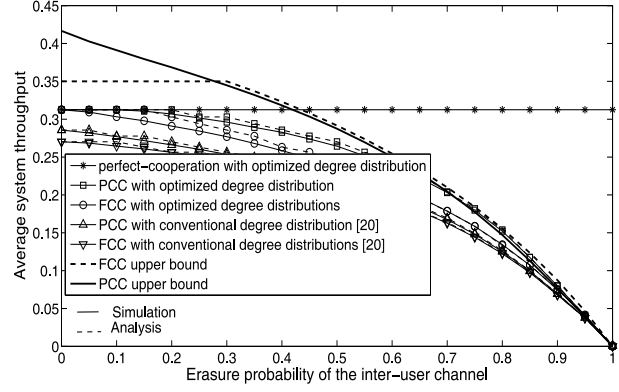 0.45
0.4
0.35
0.3
0.25
0.2
0.15
0.1
0.05
0
Average system throughput
perfect-cooperation with optimized degree distribution
PCC with optimized degree distribution
FCC with optimized degree distributions
PCC with conventional degree distribution [20]
FCC with conventional degree distributions [20]
FCC upper bound
PCC upper bound
Simulation
Analysis
0 0.1 0.2 0.3 0.4 0.5 0.6 0.7 0.8 0.9 1
Erasure probability of the inter-user channel